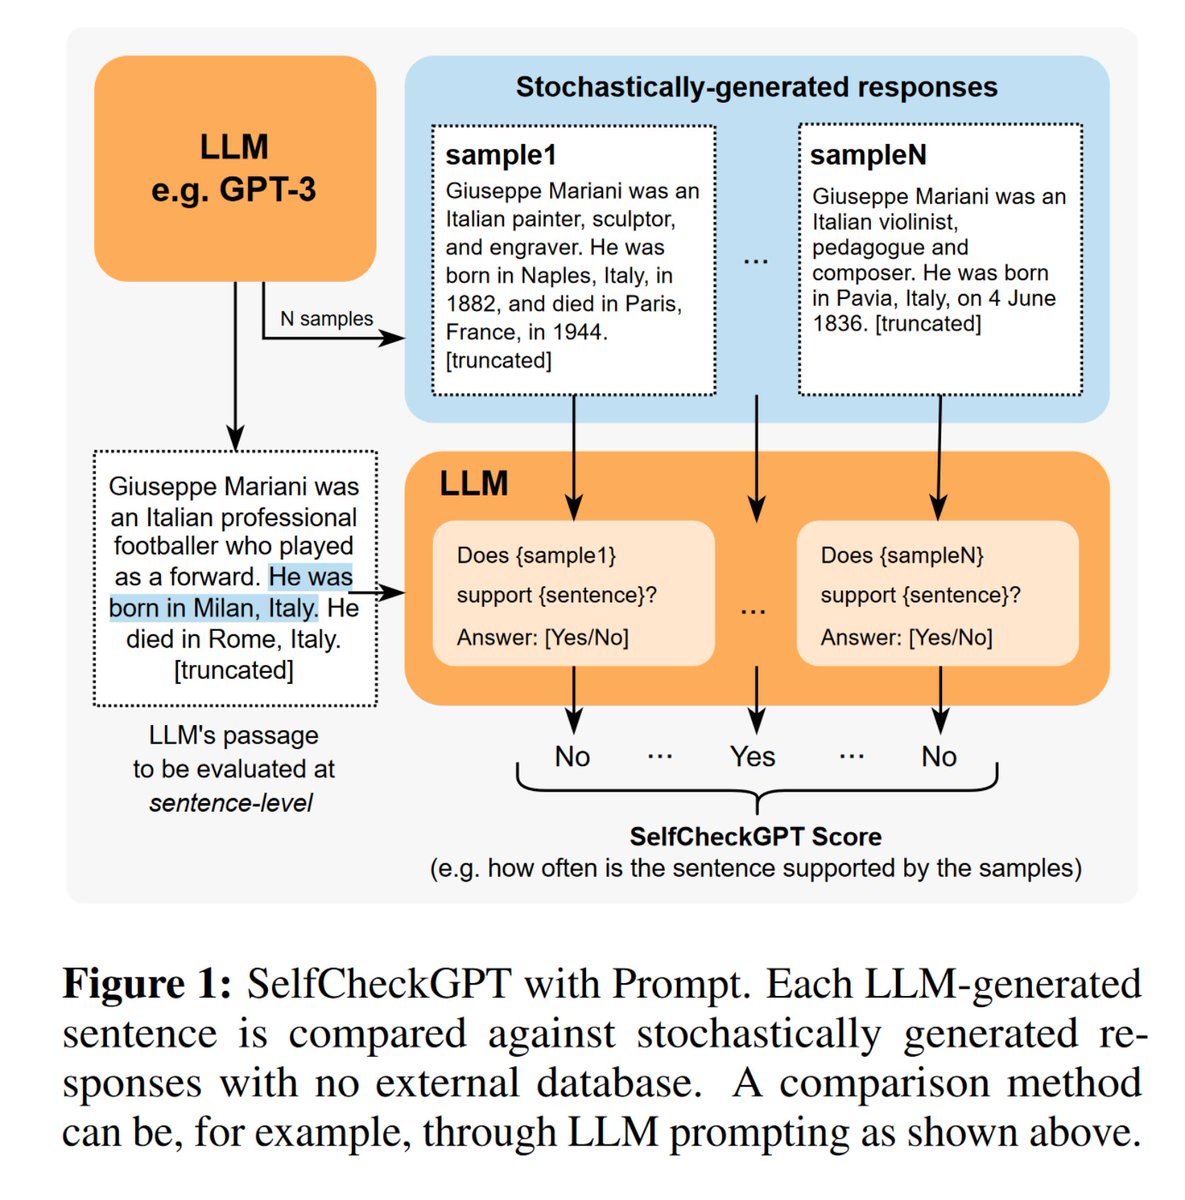 LLM
e.g. GPT-3
Stochastically-generated responses
sample1
Giuseppe Mariani was an
Italian painter, sculptor,
and engraver. He was
born in Naples, Italy, in
1882, and died in Paris,
France, in 1944.
[truncated]
...
sampleN
Giuseppe Mariani was an
Italian violinist,
pedagogue and
composer. He was born
in Pavia, Italy, on 4 June
1836. [truncated]
N samples
Giuseppe Mariani was
an Italian professional
footballer who played
as a forward. He was
born in Milan, Italy. He
died in Rome, Italy.
[truncated]
LLM's passage
to be evaluated at
sentence-level
LLM
Does {sample1}
support {sentence}?
Answer: [Yes/No]
...
Does {sampleN}
support {sentence}?
Answer: [Yes/No]
No ... Yes ... No
SelfCheckGPT Score
(e.g. how often is the sentence supported by the samples)
Figure 1: SelfCheckGPT with Prompt. Each LLM-generated
sentence is compared against stochastically generated re-
sponses with no external database. A comparison method
can be, for example, through LLM prompting as shown above.